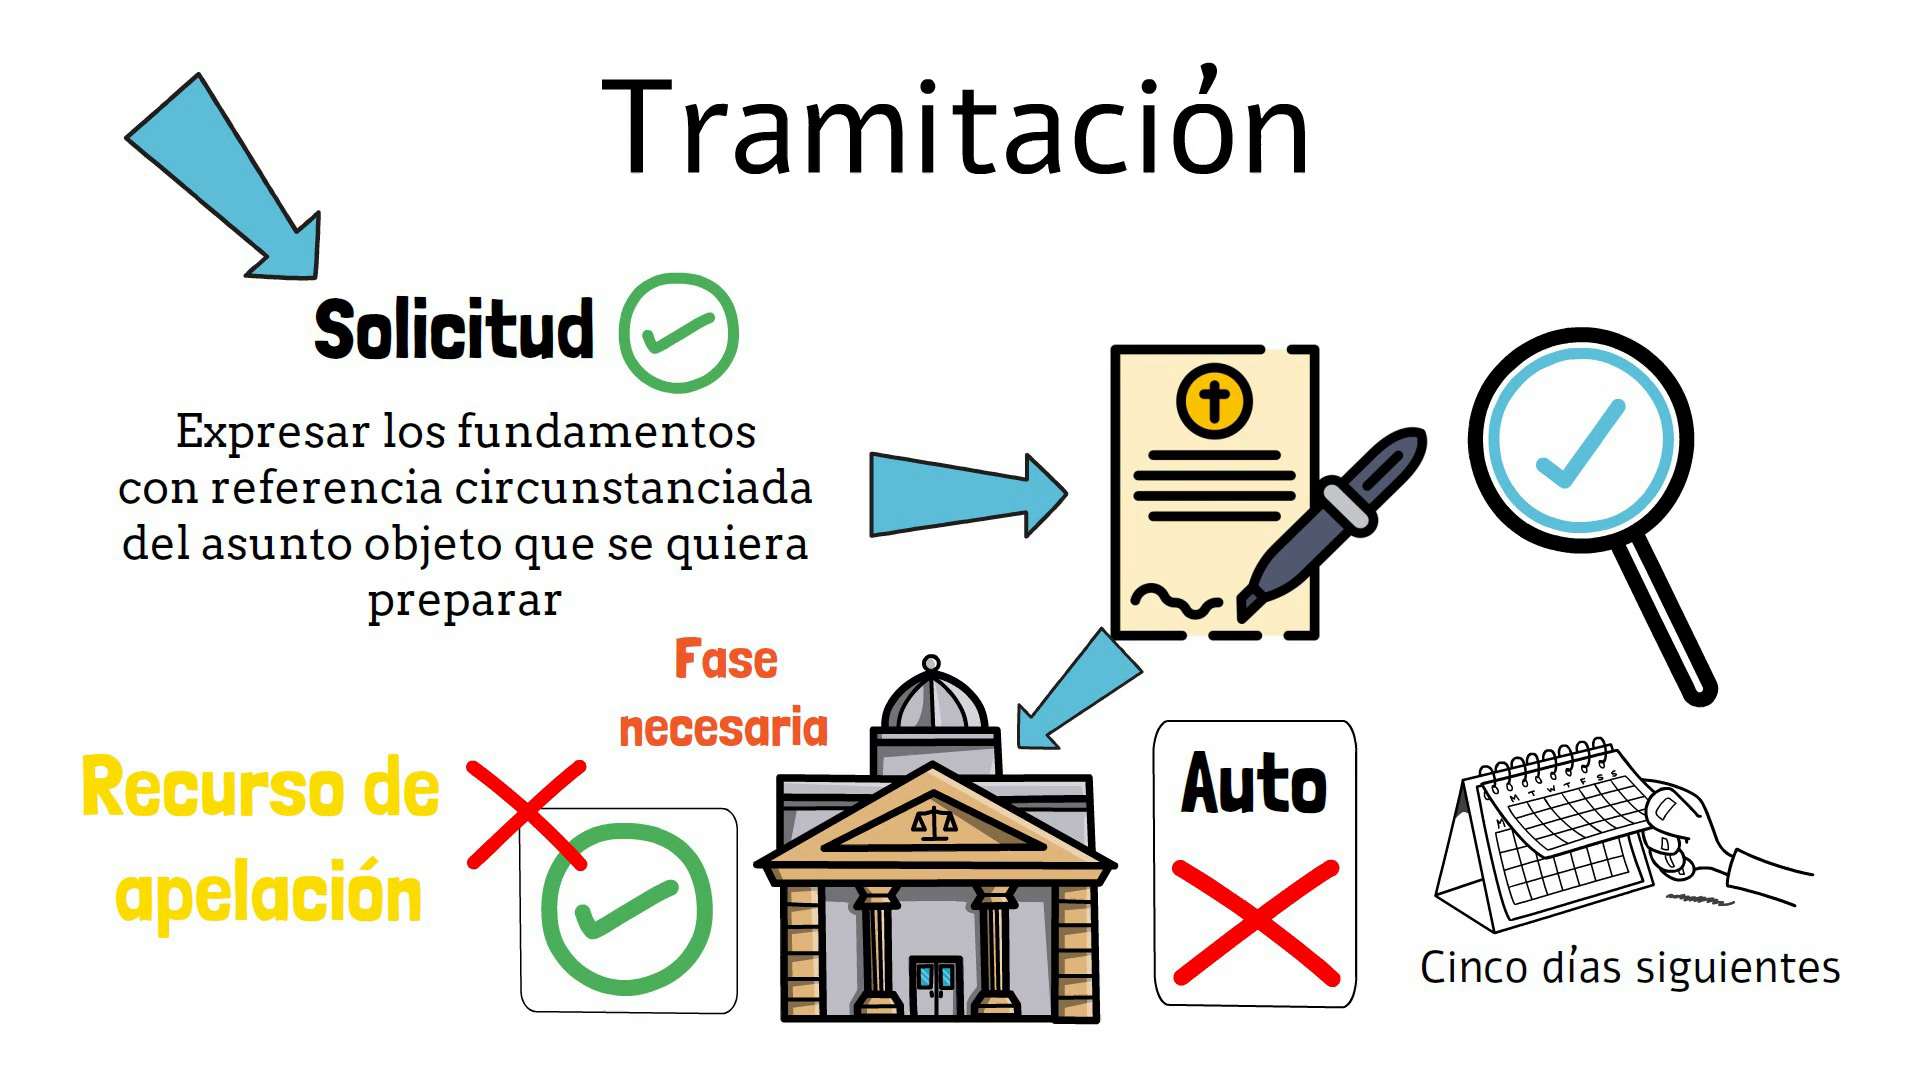 Tramitación
Solicitud
Expresar los fundamentos
con referencia circunstanciada
del asunto objeto que se quiera
preparar
Fase
necesaria
Recurso de
apelación
Auto
M T W T F S S
M
Cinco días siguientes